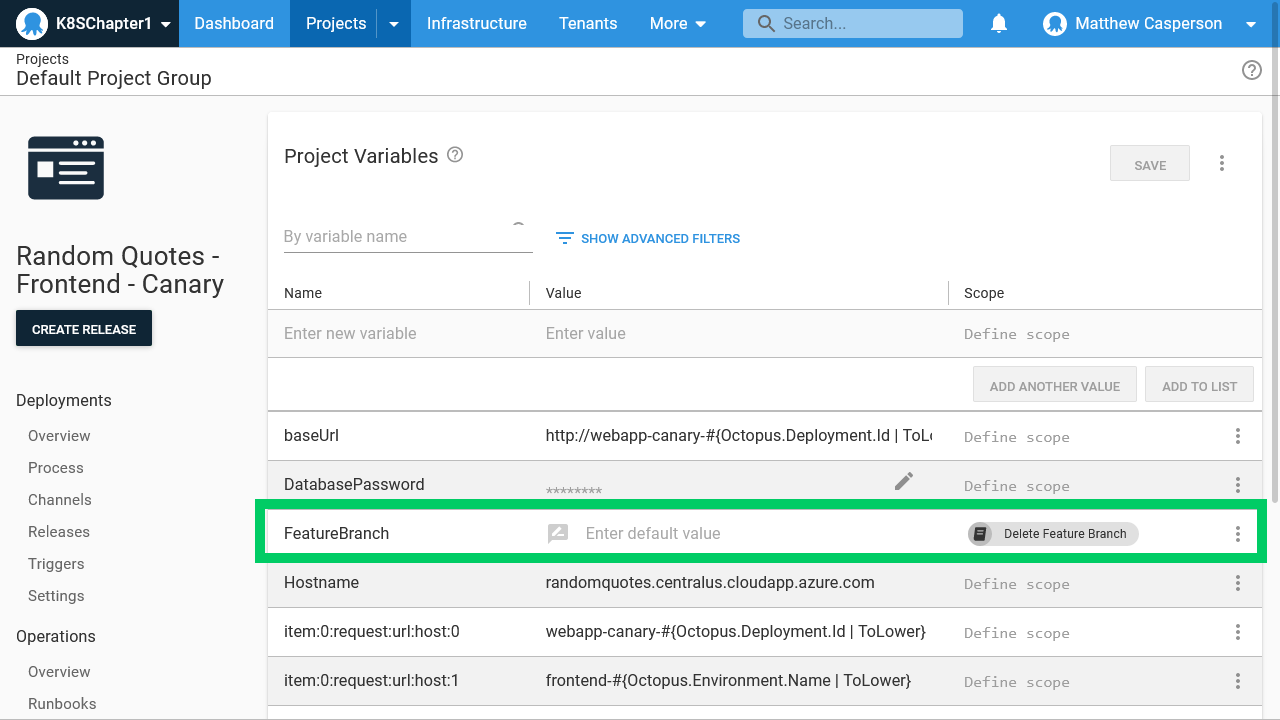 K8SChapter1
Dashboard
Projects
Infrastructure
Tenants
More
Search...
Matthew Casperson
Projects
Default Project Group
Random Quotes -
Frontend - Canary
CREATE RELEASE
Deployments
Overview
Process
Channels
Releases
Triggers
Settings
Operations
Overview
Runbooks
Project Variables
SAVE
By variable name
SHOW ADVANCED FILTERS
Name Value Scope
Enter new variable Enter value Define scope
ADD ANOTHER VALUE ADD TO LIST
baseUrl http://webapp-canary-#{Octopus.Deployment.Id | ToLo Define scope
DatabasePassword ******** Define scope
FeatureBranch Enter default value Delete Feature Branch
Hostname randomquotes.centralus.cloudapp.azure.com Define scope
item:0:request:url:host:0 webapp-canary-#{Octopus.Deployment.Id | ToLower} Define scope
item:0:request:url:host:1 frontend-#{Octopus.Environment.Name | ToLower} Define scope